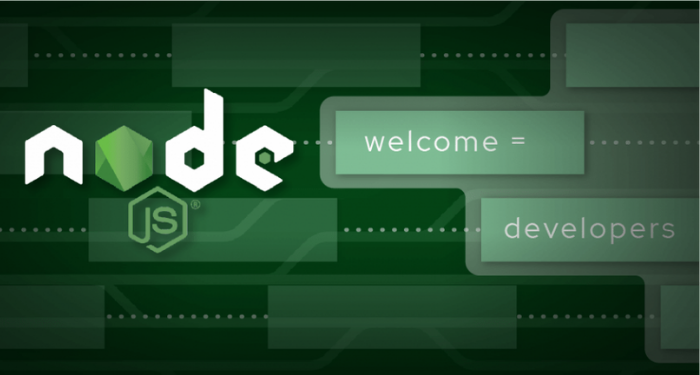 node
JS®
welcome =
developers